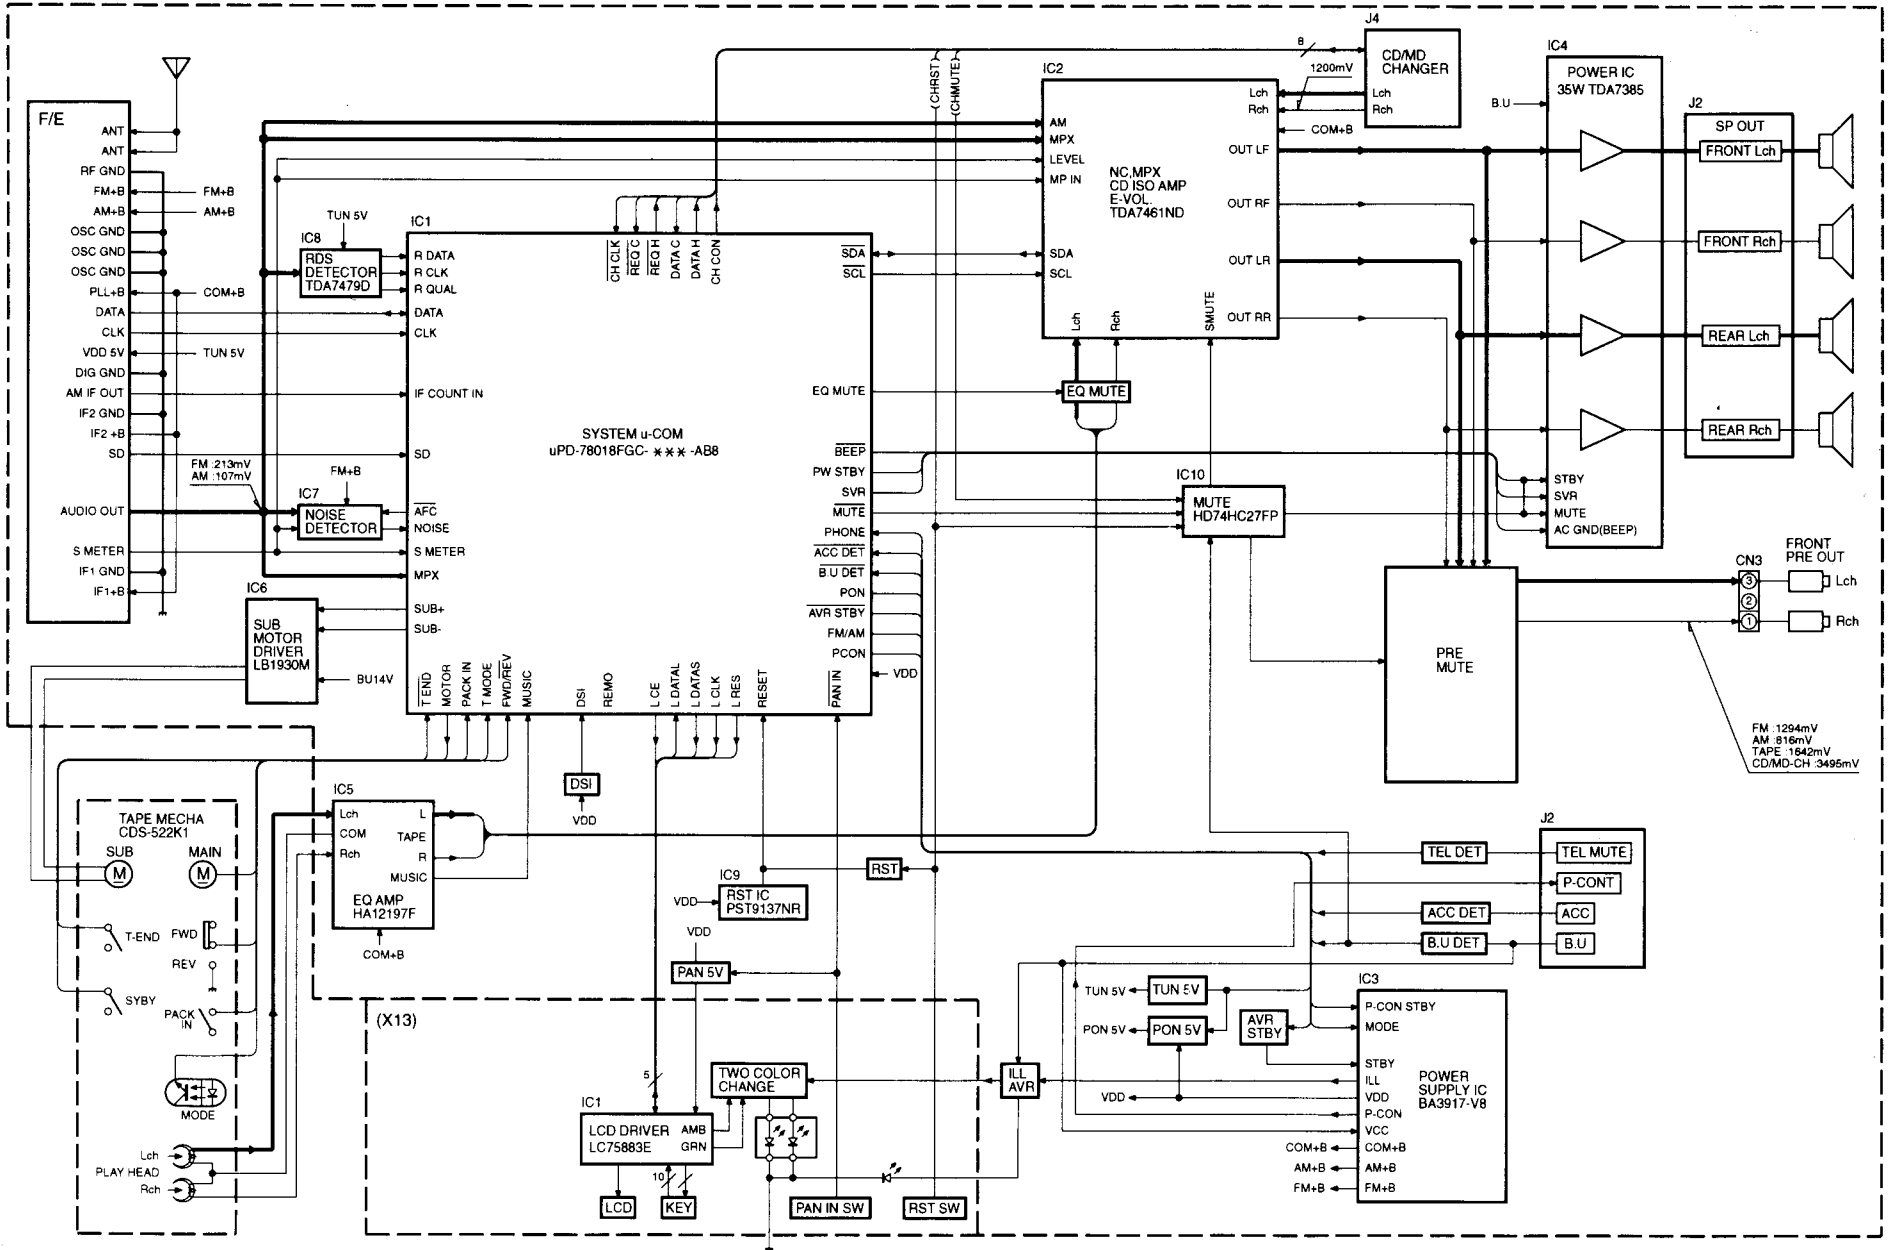 F/E
ANT
ANT
RF GND
FM+B
AM+B
OSC GND
OSC GND
OSC GND
PLL+B
DATA
CLK
VDD 5V
DIG GND
AM IF OUT
IF2 GND
IF2 +B
SD
AUDIO OUT
S METER
IF1 GND
IF1+B
FM+B
AM+B
COM+B
TUN 5V
FM :213mV
AM :107mV
TUN 5V
IC8
RDS
DETECTOR
TDA7479D
FM+B
IC7
NOISE
DETECTOR
IC6
SUB
MOTOR
DRIVER
LB1930M
BU14V
IC1
R DATA
R CLK
R QUAL
DATA
CLK
IF COUNT IN
SD
AFC
NOISE
S METER
MPX
SUB+
SUB-
SYSTEM u-COM
uPD-78018FGC-***-AB8
CH CLK
REQ C
REQ H
DATA C
DATA H
CH CON
SDA
SCL
EQ MUTE
BEEP
PW STBY
SVR
MUTE
PHONE
ACC DET
B.U DET
PON
AVR STBY
FM/AM
PCON
VDD
T END
MOTOR
PACK IN
T MODE
FWD/REV
MUSIC
DSI
REMO
LCE
L DATAL
L DATAS
L CLK
L RES
RESET
PAN IN
DSI
VDD
(CHRST)
(CHMUTE)
8
J4
CD/MD
CHANGER
Lch
Rch
1200mV
IC2
AM
MPX
LEVEL
MP IN
SDA
SCL
NC,MPX
CD ISO AMP
E-VOL.
TDA7461ND
Lch
Rch
COM+B
OUT LF
OUT RF
OUT LR
OUT RR
Lch
Rch
SMUTE
EQ MUTE
IC10
MUTE
HD74HC27FP
IC4
POWER IC
35W TDA7385
B.U
STBY
SVR
MUTE
AC GND(BEEP)
J2
SP OUT
FRONT Lch
FRONT Rch
REAR Lch
REAR Rch
PRE
MUTE
CN3
3
2
1
FRONT
PRE OUT
Lch
Rch
FM :1294mV
AM :816mV
TAPE :1642mV
CD/MD-CH :3495mV
TAPE MECHA
CDS-522K1
SUB
MAIN
M
M
T-END
FWD
REV
SYBY
PACK
IN
MODE
Lch
PLAY HEAD
Rch
IC5
Lch
COM
Rch
L
TAPE
R
MUSIC
EQ AMP
HA12197F
COM+B
IC9
RST IC
PST9137NR
VDD
RST
VDD
PAN 5V
(X13)
5
TWO COLOR
CHANGE
IC1
LCD DRIVER
LC75883E
AMB
GRN
10
LCD
KEY
PAN IN SW
RST SW
ILL
AVR
J2
TEL MUTE
P-CONT
ACC
B.U
TEL DET
ACC DET
B.U DET
TUN 5V
TUN 5V
PON 5V
PON 5V
AVR
STBY
VDD
COM+B
AM+B
FM+B
IC3
P-CON STBY
MODE
STBY
ILL
VDD
P-CON
VCC
COM+B
AM+B
FM+B
POWER
SUPPLY IC
BA3917-V8